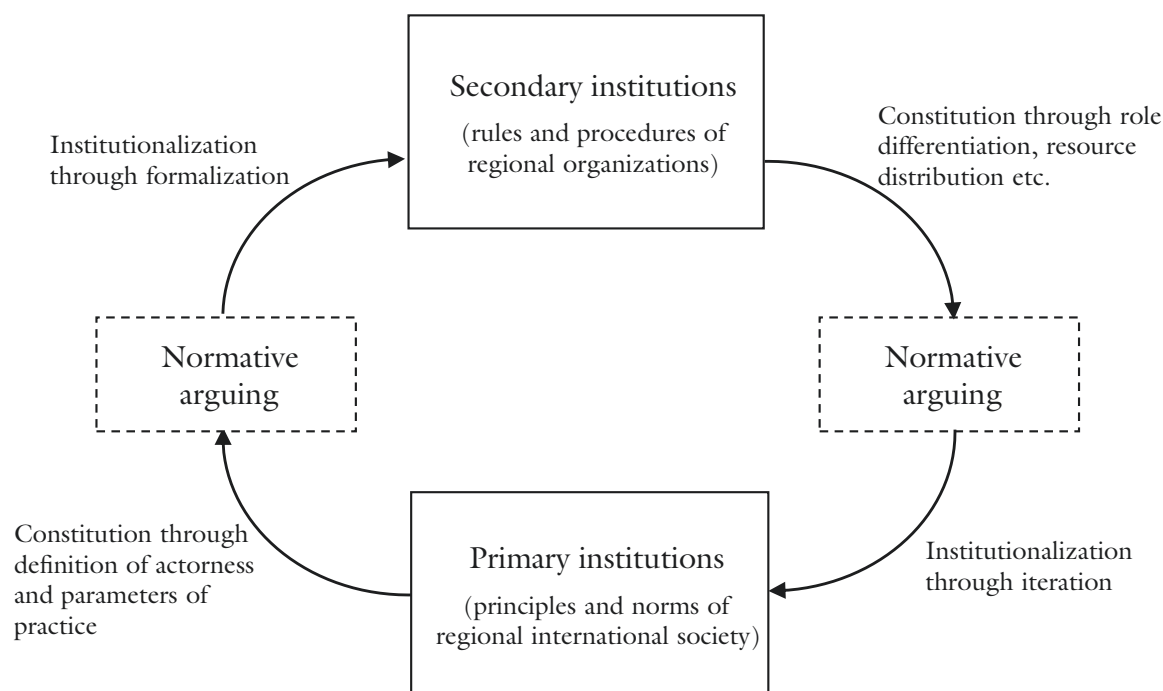 Secondary institutions
(rules and procedures of
regional organizations)
Institutionalization
through formalization
Constitution through role
differentiation, resource
distribution etc.
Normative
arguing
Normative
arguing
Constitution through
definition of actorness
and parameters of
practice
Primary institutions
(principles and norms of
regional international society)
Institutionalization
through iteration